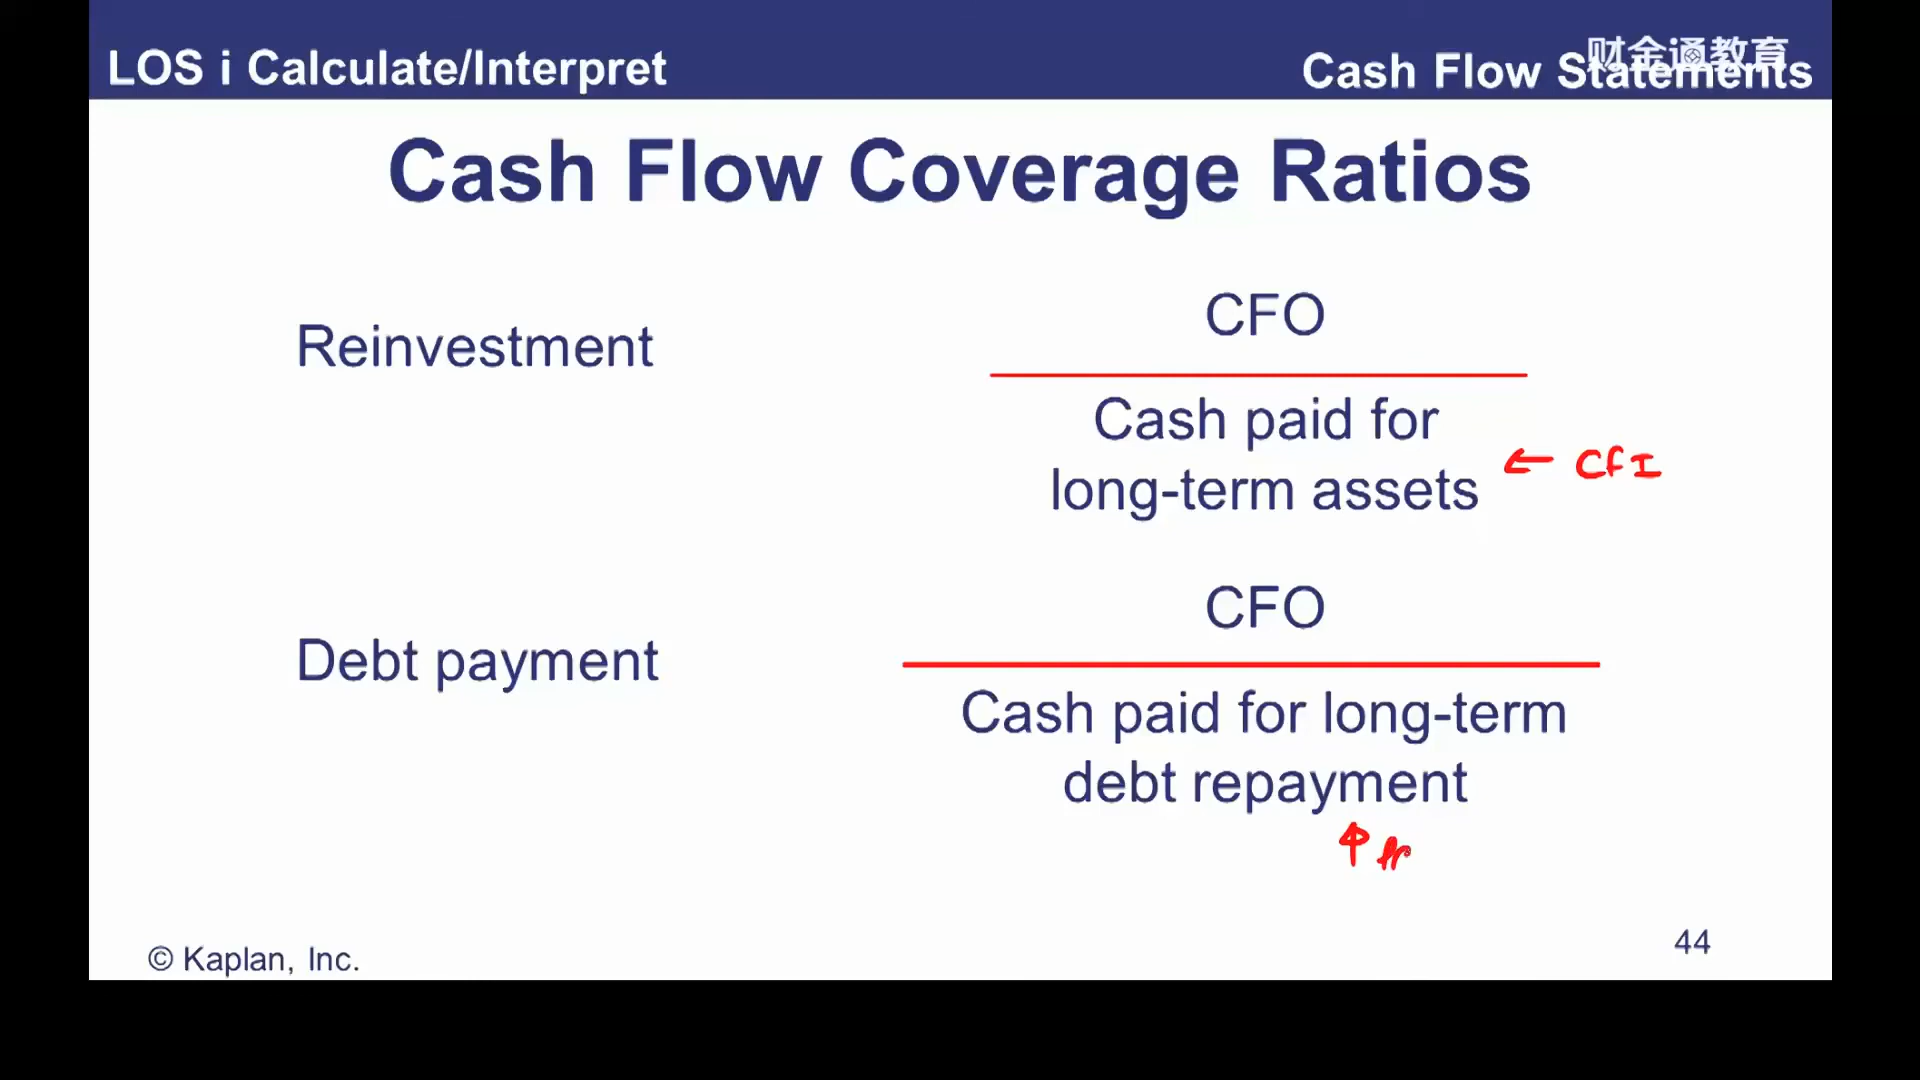 LOS i Calculate/Interpret
Cash Flow Statements
财金通教育
Cash Flow Coverage Ratios
Reinvestment
CFO
Cash paid for
long-term assets
← CFI
Debt payment
CFO
Cash paid for long-term
debt repayment
↑
© Kaplan, Inc.
44